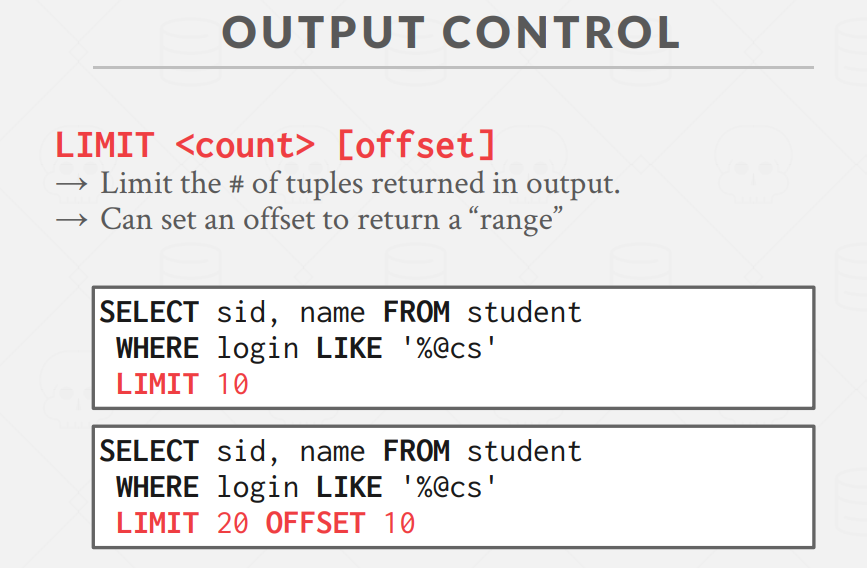 OUTPUT CONTROL
LIMIT <count> [offset]
→ Limit the # of tuples returned in output.
→ Can set an offset to return a “range”
SELECT sid, name FROM student
WHERE login LIKE '%@cs'
LIMIT 10
SELECT sid, name FROM student
WHERE login LIKE '%@cs'
LIMIT 20 OFFSET 10